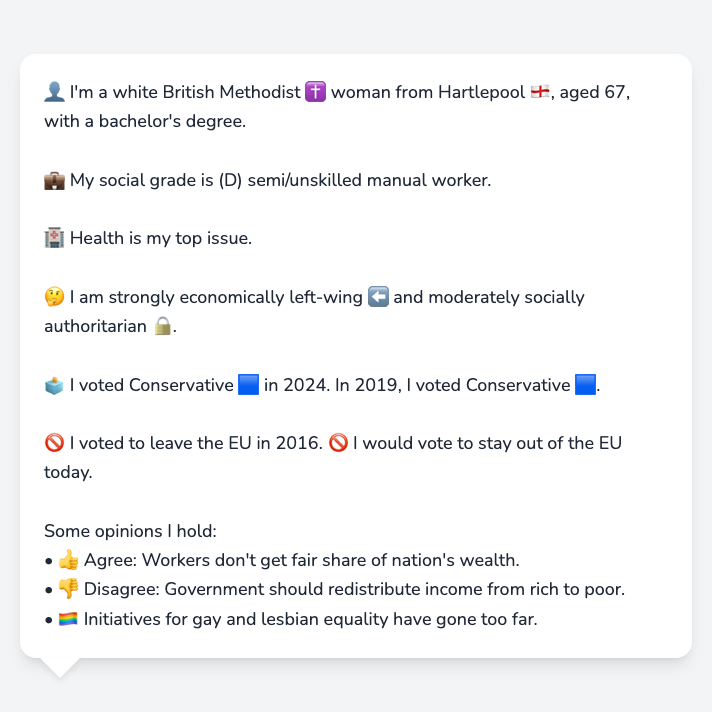 👤 I'm a white British Methodist ✝️ woman from Hartlepool 🏴󠁧󠁢󠁥󠁮󠁧󠁿, aged 67,
with a bachelor's degree.
💼 My social grade is (D) semi/unskilled manual worker.
🏥 Health is my top issue.
🤔 I am strongly economically left-wing ⬅️ and moderately socially
authoritarian 🔒.
🗳️ I voted Conservative 🟦 in 2024. In 2019, I voted Conservative 🟦.
🚫 I voted to leave the EU in 2016. 🚫 I would vote to stay out of the EU
today.
Some opinions I hold:
• 👍 Agree: Workers don't get fair share of nation's wealth.
• 👎 Disagree: Government should redistribute income from rich to poor.
• 🏳️‍🌈 Initiatives for gay and lesbian equality have gone too far.